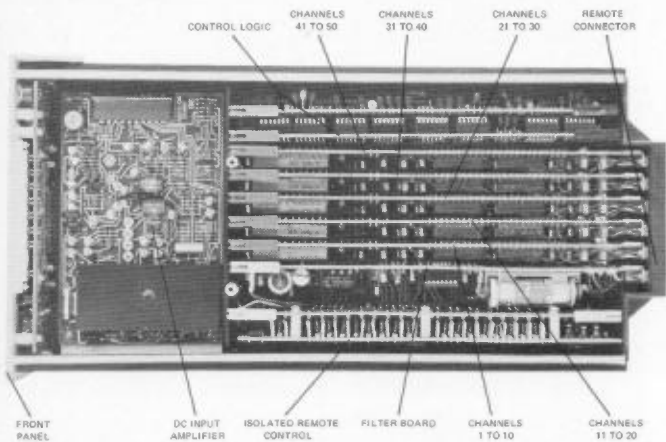 CONTROL LOGIC
CHANNELS
41 TO 50
CHANNELS
31 TO 40
CHANNELS
21 TO 30
REMOTE
CONNECTOR
FRONT
PANEL
DC INPUT
AMPLIFIER
ISOLATED REMOTE
CONTROL
FILTER BOARD
CHANNELS
1 TO 10
CHANNELS
11 TO 20